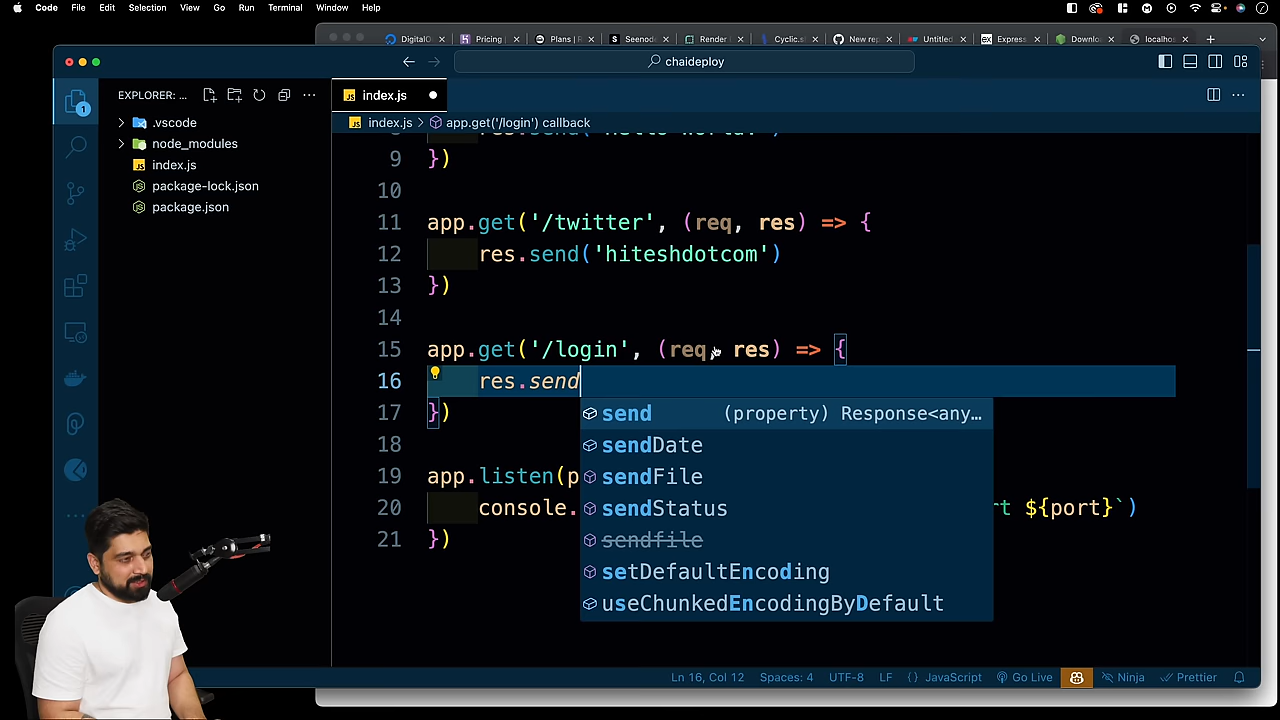 Code File Edit Selection View Go Run Terminal Window Help
DigitalO Pricing | Plans | R Seenode Render | Cyclic.s New rep Untitled Express Downlo localhos
chaideploy
EXPLORER: ...
index.js
index.js > app.get('/login') callback
.vscode
node_modules
index.js
package-lock.json
package.json
1
9 })
10
11 app.get('/twitter', (req, res) => {
12 res.send('hiteshdotcom')
13 })
14
15 app.get('/login', (req, res) => {
16 res.send
17 })
18
19 app.listen(p
20 console. rt ${port}`)
21 })
send (property) Response<any…
sendDate
sendFile
sendStatus
sendfile
setDefaultEncoding
useChunkedEncodingByDefault
Ln 16, Col 12 Spaces: 4 UTF-8 LF {} JavaScript Go Live Ninja Prettier